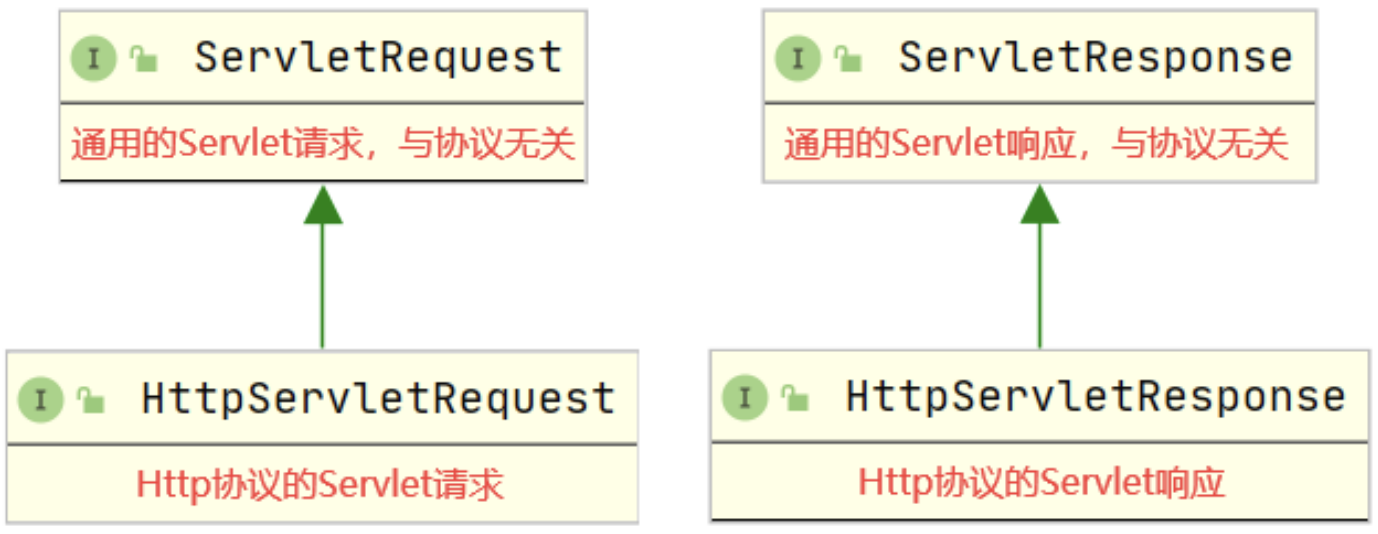 I ServletRequest
通用的Servlet请求，与协议无关
I ServletResponse
通用的Servlet响应，与协议无关
I HttpServletRequest
Http协议的Servlet请求
I HttpServletResponse
Http协议的Servlet响应